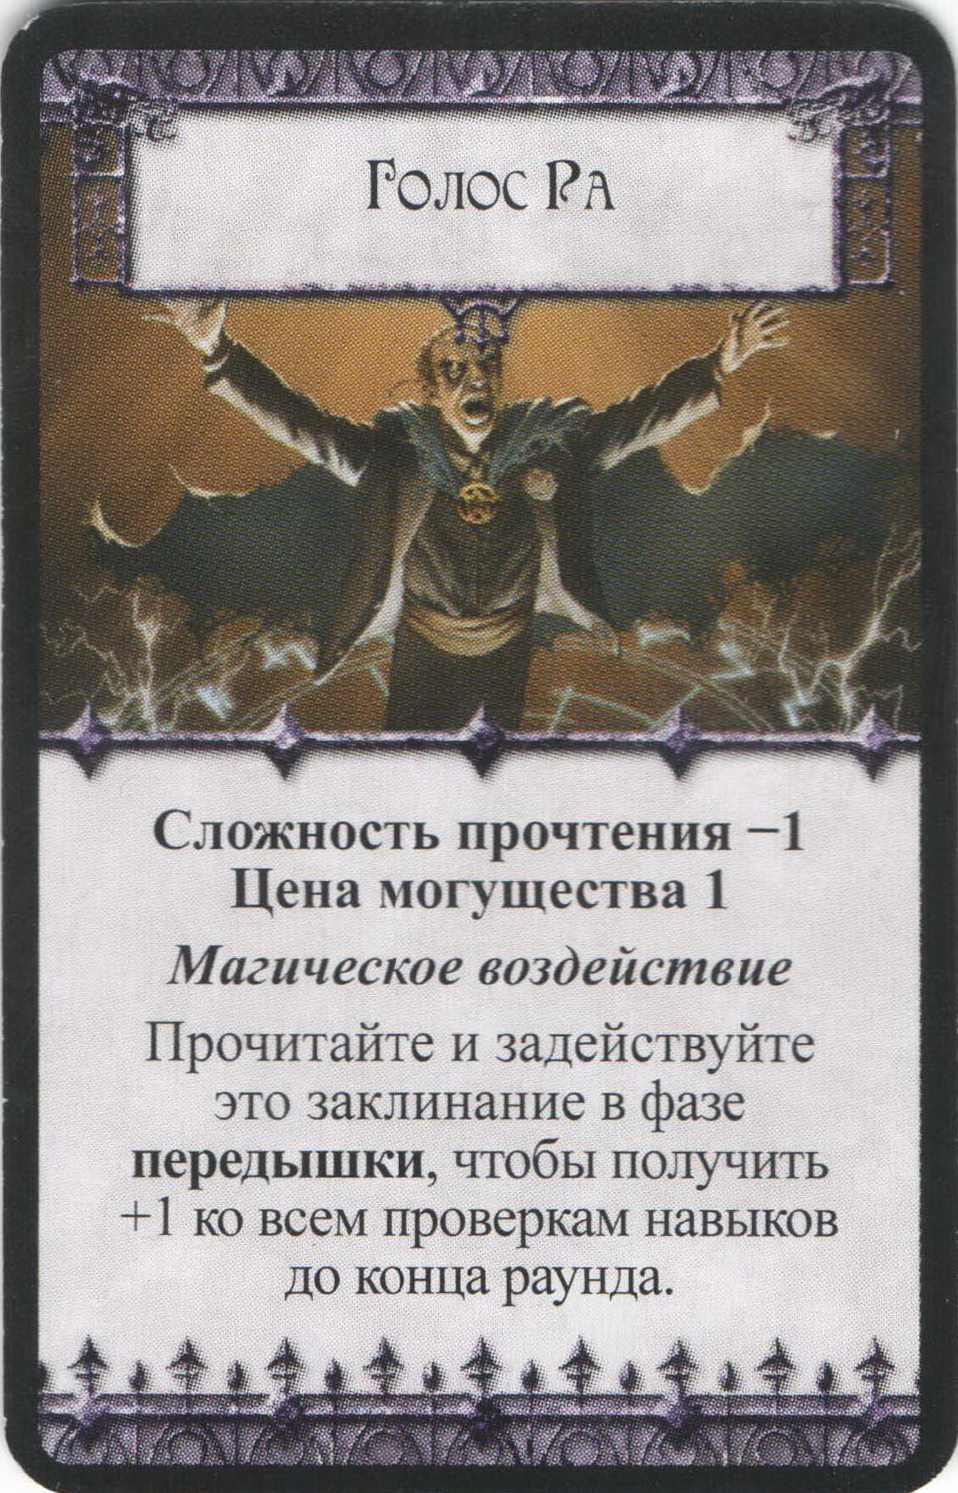 Голос Ра
Сложность прочтения −1
Цена могущества 1
Магическое воздействие
Прочитайте и задействуйте
это заклинание в фазе
передышки, чтобы получить
+1 ко всем проверкам навыков
до конца раунда.